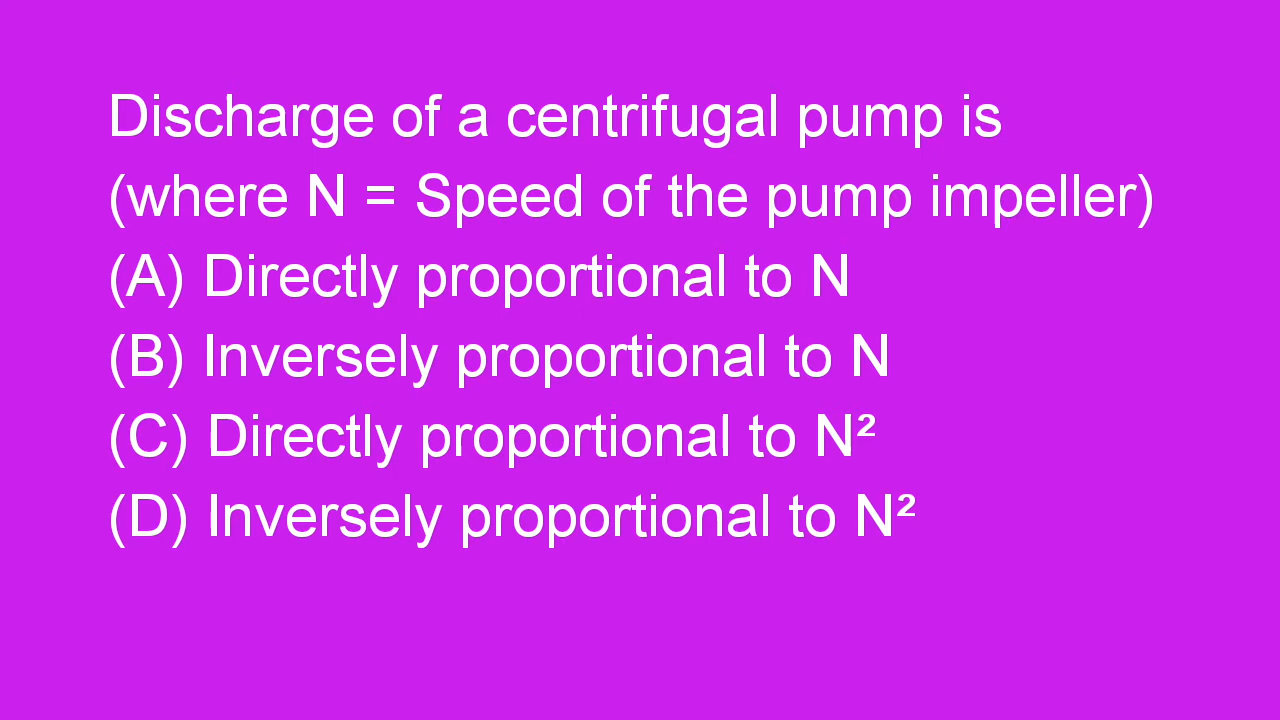 Discharge of a centrifugal pump is
(where N = Speed of the pump impeller)
(A) Directly proportional to N
(B) Inversely proportional to N
(C) Directly proportional to N²
(D) Inversely proportional to N²